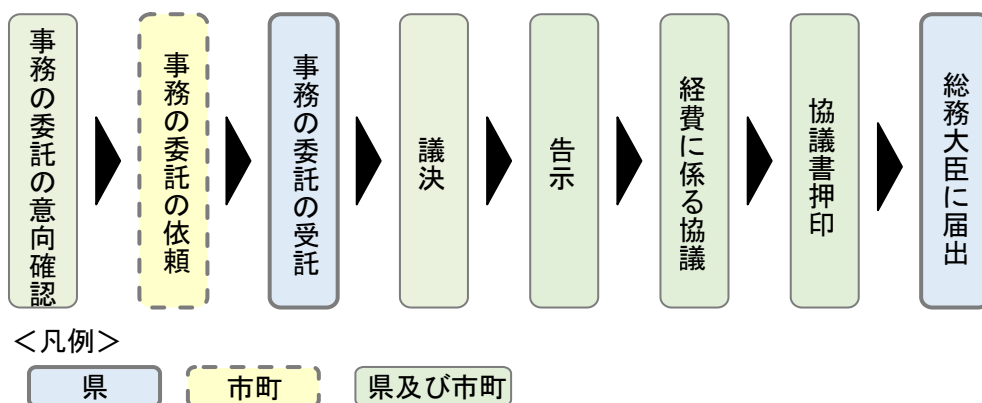 事務の委託の意向確認
事務の委託の依頼
事務の委託の受託
議決
告示
経費に係る協議
協議書押印
総務大臣に届出
＜凡例＞
県
市町
県及び市町